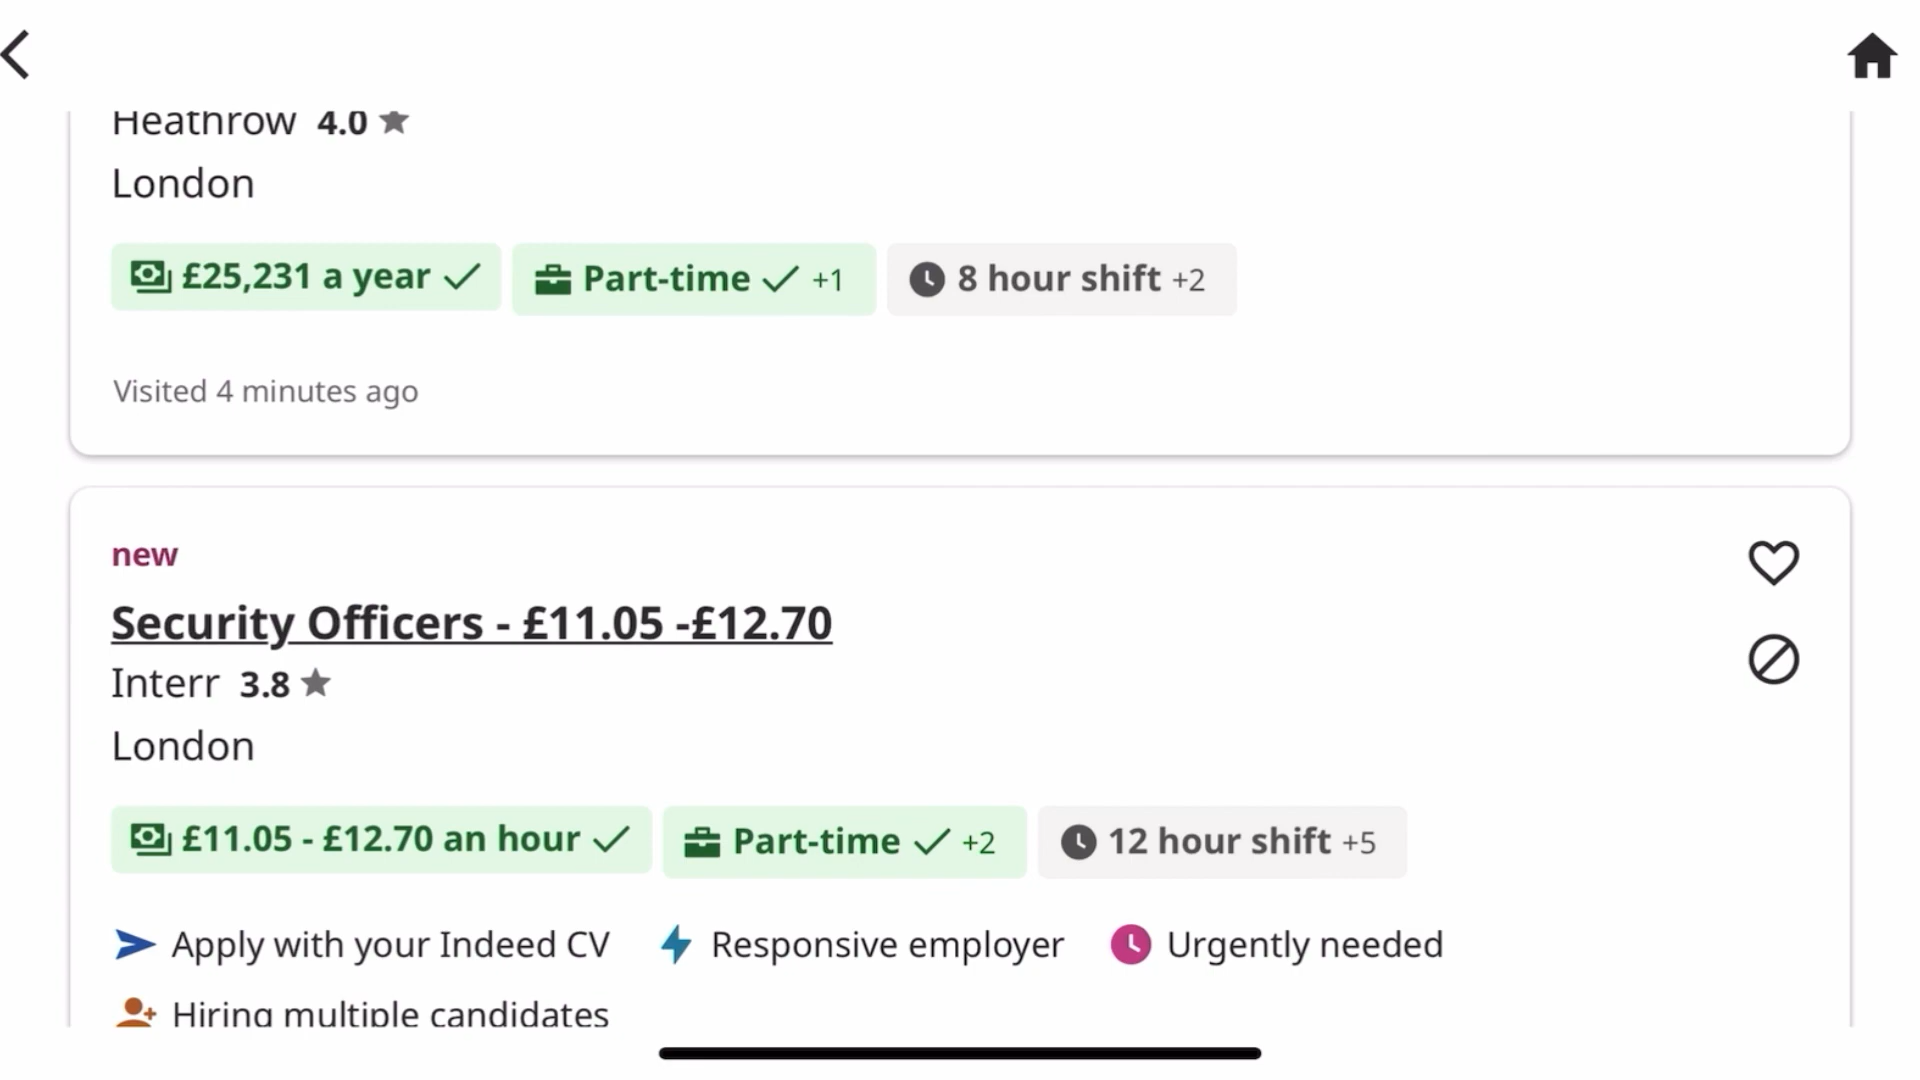 Heathrow 4.0
London
£25,231 a year Part-time +1 8 hour shift +2
Visited 4 minutes ago
new
Security Officers - £11.05 -£12.70
Interr 3.8
London
£11.05 - £12.70 an hour Part-time +2 12 hour shift +5
Apply with your Indeed CV Responsive employer Urgently needed
Hiring multiple candidates